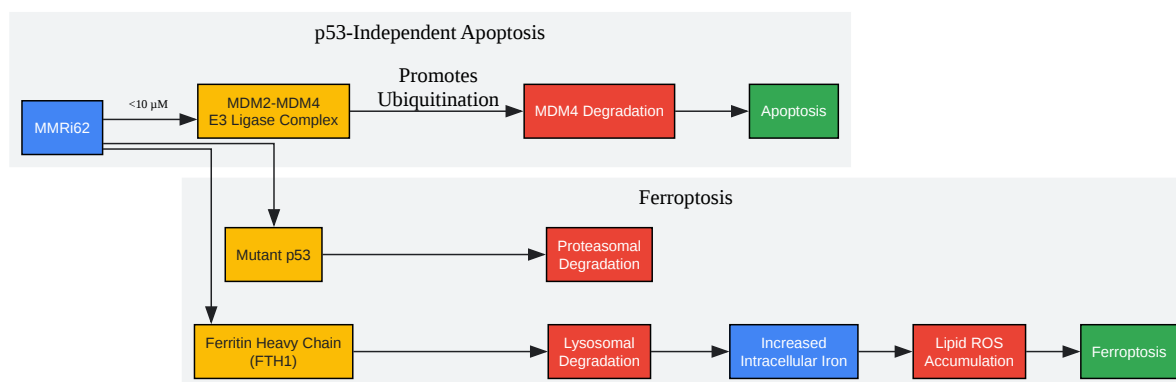 p53-Independent Apoptosis
MMRi62
<10 μM
MDM2-MDM4
E3 Ligase Complex
Promotes
Ubiquitination
MDM4 Degradation
Apoptosis
Ferroptosis
Mutant p53
Proteasomal
Degradation
Ferritin Heavy Chain
(FTH1)
Lysosomal
Degradation
Increased
Intracellular Iron
Lipid ROS
Accumulation
Ferroptosis